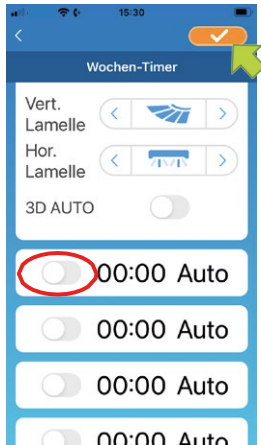 15:30
Wochen-Timer
Vert.
Lamelle
Hor.
Lamelle
3D AUTO
00:00 Auto
00:00 Auto
00:00 Auto
00:00 Auto